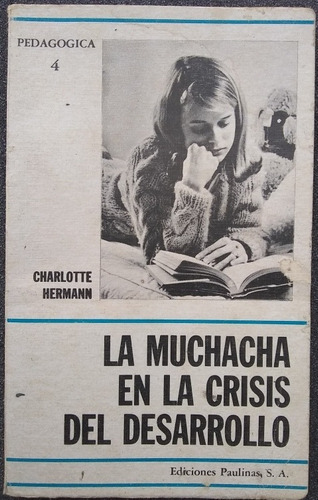 PEDAGOGICA
4
CHARLOTTE
HERMANN
LA MUCHACHA
EN LA CRISIS
DEL DESARROLLO
Ediciones Paulinas, S. A.